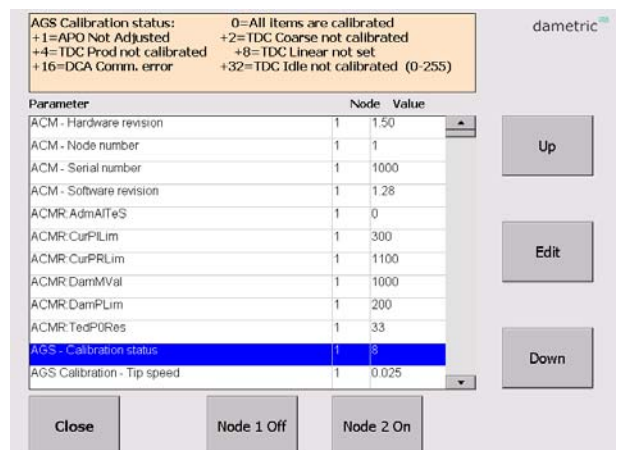 AGS Calibration status: 0=All items are calibrated
+1=APO Not Adjusted +2=TDC Coarse not calibrated
+4=TDC Prod not calibrated +8=TDC Linear not set
+16=DCA Comm. error +32=TDC Idle not calibrated (0-255)
dametric
Parameter Node Value
ACM - Hardware revision 1 1.50
ACM - Node number 1 1
ACM - Serial number 1 1000
ACM - Software revision 1 1.28
ACMR:AdmAlTeS 1 0
ACMR:CurPlLim 1 300
ACMR:CurPRLim 1 1100
ACMR:DamMVal 1 1000
ACMR:DamPLim 1 200
ACMR:TedP0Res 1 33
AGS - Calibration status 1 8
AGS Calibration - Tip speed 1 0.025
Up
Edit
Down
Close
Node 1 Off
Node 2 On